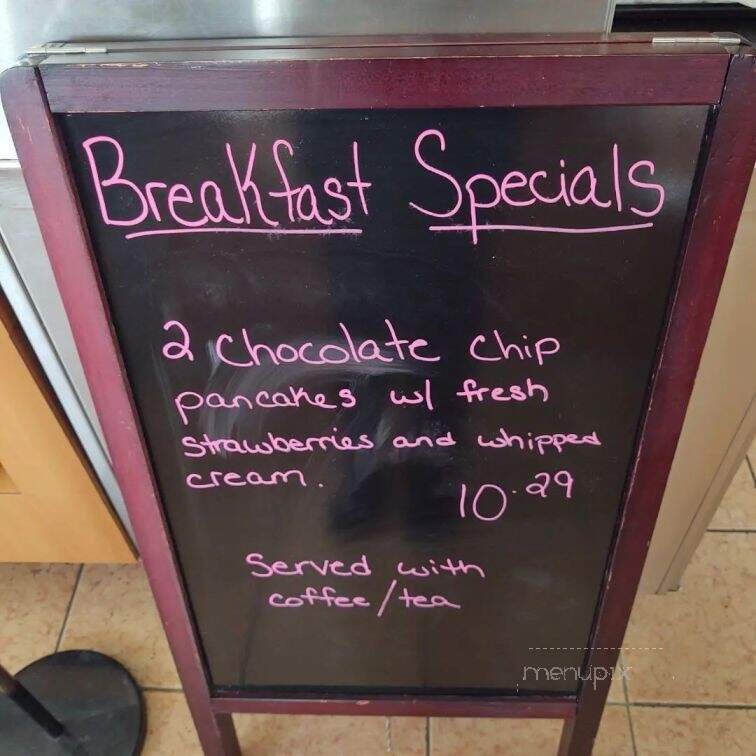 Breakfast Specials
2 Chocolate Chip
pancakes w/ fresh
strawberries and whipped
cream.
10.29
Served with
coffee/tea
menupix